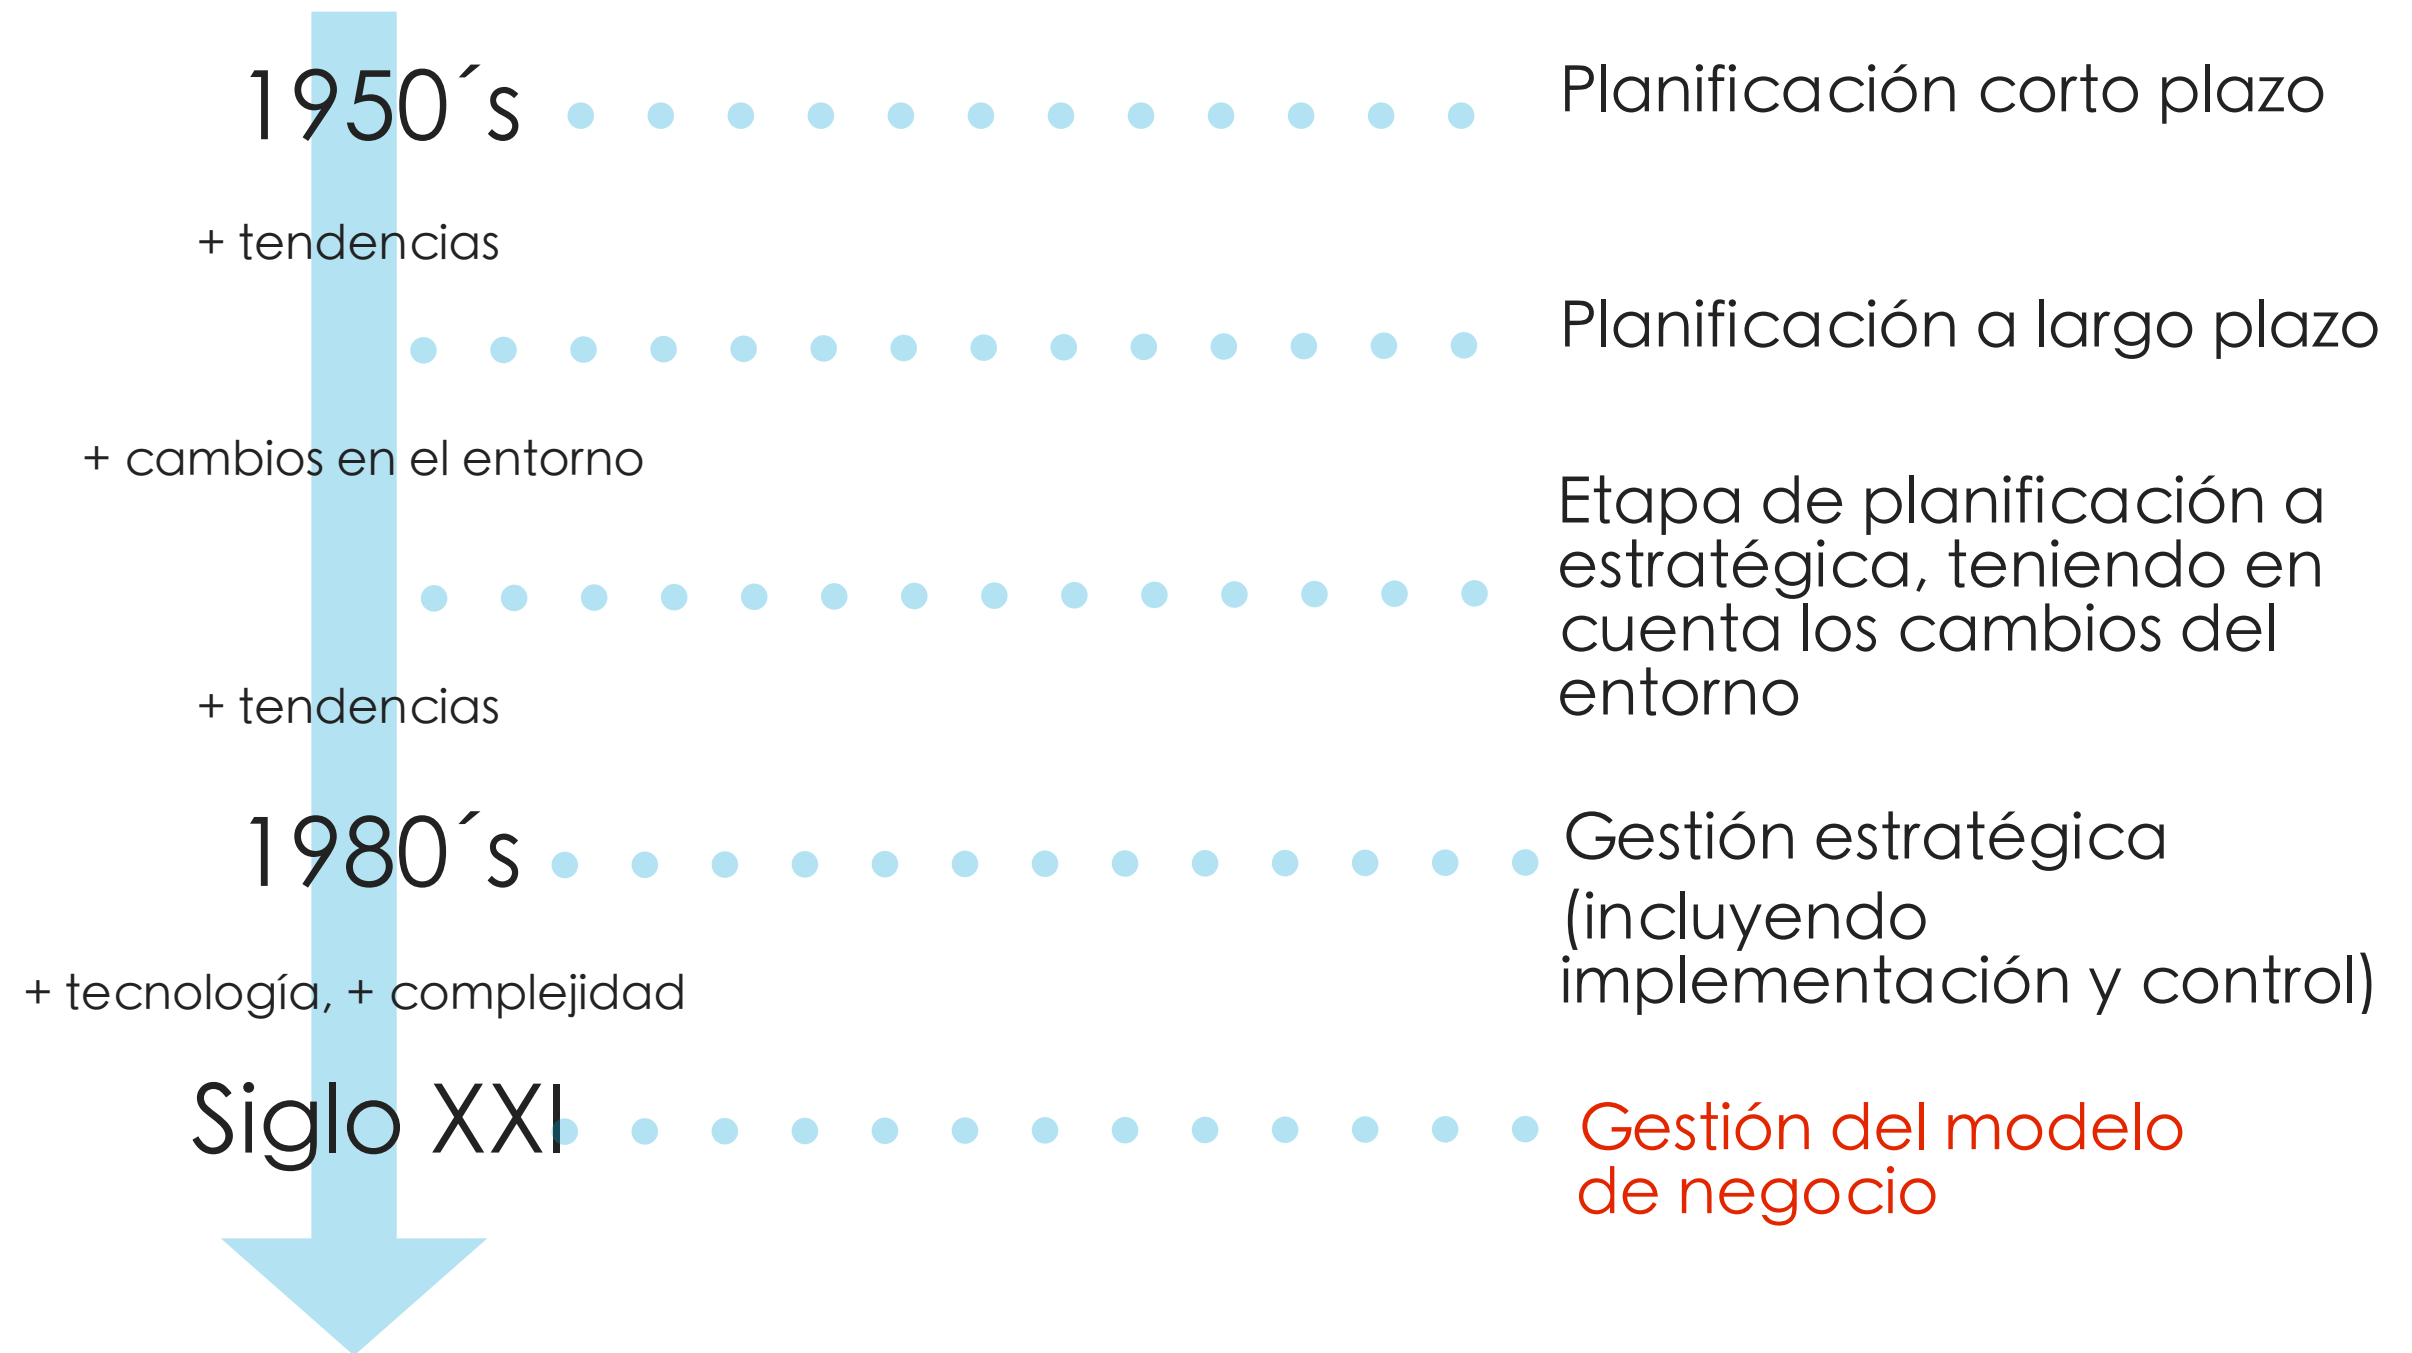 1950´s
Planificación corto plazo
+ tendencias
Planificación a largo plazo
+ cambios en el entorno
Etapa de planificación a
estratégica, teniendo en
cuenta los cambios del
entorno
+ tendencias
1980´s
Gestión estratégica
(incluyendo
implementación y control)
+ tecnología, + complejidad
Siglo XXI
Gestión del modelo
de negocio